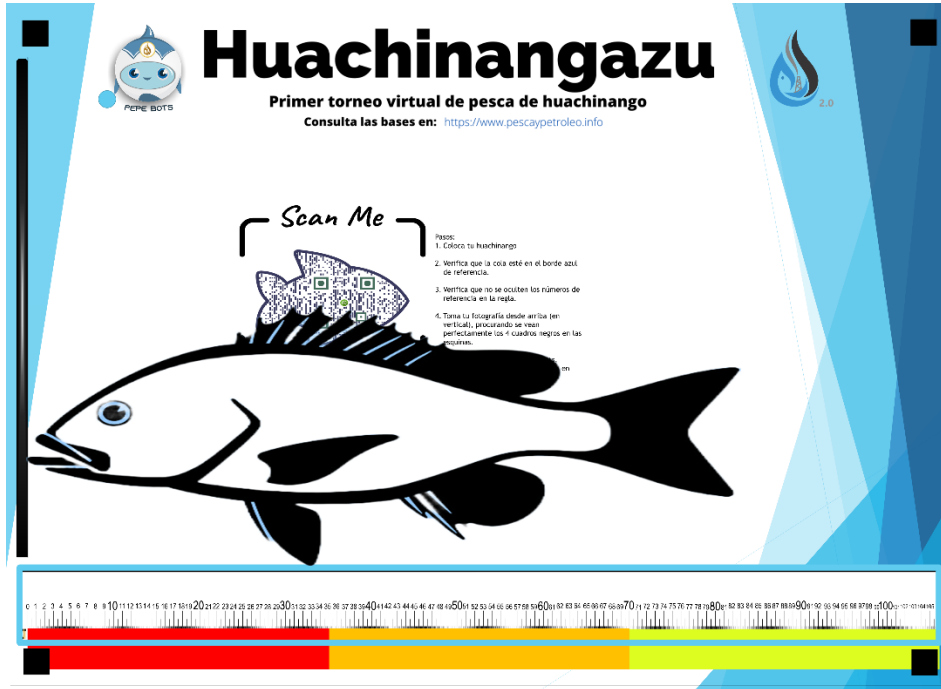 Huachinangazu
PEPE BOTS
2.0
Primer torneo virtual de pesca de huachinango
Consulta las bases en: https://www.pescaypetroleo.info
Scan Me
Pasos:
1. Coloca tu huachinango
2. Verifica que la cola esté en el borde azul
de referencia.
3. Verifica que no se oculten los números de
referencia en la regla.
4. Toma tu fotografía desde arriba (en
vertical), procurando se vean
perfectamente los 4 cuadros negros en las
esquinas.
en
0 1 2 3 4 5 6 7 8 9 10 11 12 13 14 15 16 17 18 19 20 21 22 23 24 25 26 27 28 29 30 31 32 33 34 35 36 37 38 39 40 41 42 43 44 45 46 47 48 49 50 51 52 53 54 55 56 57 58 59 60 61 62 63 64 65 66 67 68 69 70 71 72 73 74 75 76 77 78 79 80 81 82 83 84 85 86 87 88 89 90 91 92 93 94 95 96 97 98 99 100 101 102 103 104 105